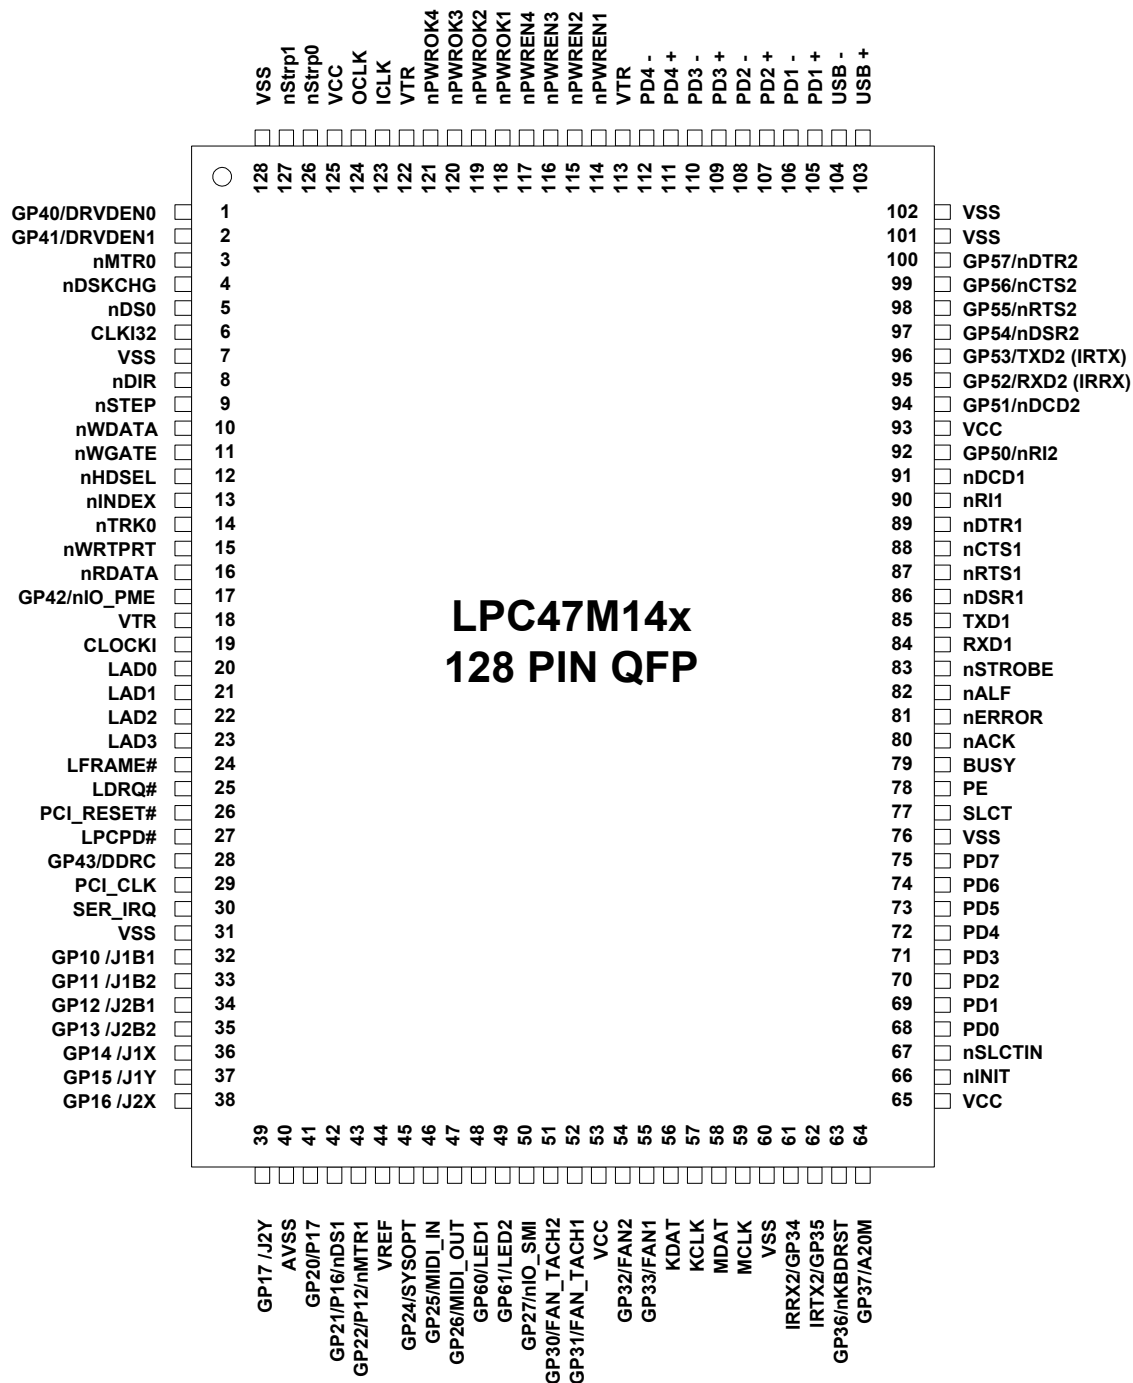 VSS
nStrp1
nStrp0
VCC
OCLK
ICLK
VTR
nPWROK4
nPWROK3
nPWROK2
nPWROK1
nPWREN4
nPWREN3
nPWREN2
nPWREN1
VTR
PD4 -
PD4 +
PD3 -
PD3 +
PD2 -
PD2 +
PD1 -
PD1 +
USB -
USB +
128
127
126
125
124
123
122
121
120
119
118
117
116
115
114
113
112
111
110
109
108
107
106
105
104
103
GP40/DRVDEN0 1
GP41/DRVDEN1 2
nMTR0 3
nDSKCHG 4
nDS0 5
CLKI32 6
VSS 7
nDIR 8
nSTEP 9
nWDATA 10
nWGATE 11
nHDSEL 12
nINDEX 13
nTRK0 14
nWRTPRT 15
nRDATA 16
GP42/nIO_PME 17
VTR 18
CLOCKI 19
LAD0 20
LAD1 21
LAD2 22
LAD3 23
LFRAME# 24
LDRQ# 25
PCI_RESET# 26
LPCPD# 27
GP43/DDRC 28
PCI_CLK 29
SER_IRQ 30
VSS 31
GP10 /J1B1 32
GP11 /J1B2 33
GP12 /J2B1 34
GP13 /J2B2 35
GP14 /J1X 36
GP15 /J1Y 37
GP16 /J2X 38
LPC47M14x
128 PIN QFP
102 VSS
101 VSS
100 GP57/nDTR2
99 GP56/nCTS2
98 GP55/nRTS2
97 GP54/nDSR2
96 GP53/TXD2 (IRTX)
95 GP52/RXD2 (IRRX)
94 GP51/nDCD2
93 VCC
92 GP50/nRI2
91 nDCD1
90 nRI1
89 nDTR1
88 nCTS1
87 nRTS1
86 nDSR1
85 TXD1
84 RXD1
83 nSTROBE
82 nALF
81 nERROR
80 nACK
79 BUSY
78 PE
77 SLCT
76 VSS
75 PD7
74 PD6
73 PD5
72 PD4
71 PD3
70 PD2
69 PD1
68 PD0
67 nSLCTIN
66 nINIT
65 VCC
39
40
41
42
43
44
45
46
47
48
49
50
51
52
53
54
55
56
57
58
59
60
61
62
63
64
GP17 /J2Y
AVSS
GP20/P17
GP21/P16/nDS1
GP22/P12/nMTR1
VREF
GP24/SYSOPT
GP25/MIDI_IN
GP26/MIDI_OUT
GP60/LED1
GP61/LED2
GP27/nIO_SMI
GP30/FAN_TACH2
GP31/FAN_TACH1
VCC
GP32/FAN2
GP33/FAN1
KDAT
KCLK
MDAT
MCLK
VSS
IRRX2/GP34
IRTX2/GP35
GP36/nKBDRST
GP37/A20M